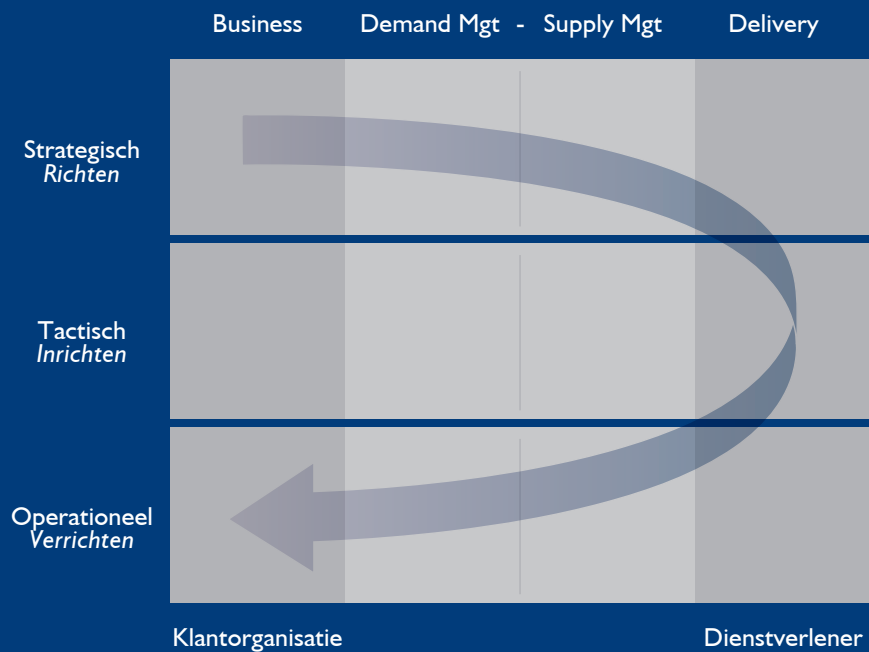 Business Demand Mgt - Supply Mgt Delivery
Strategisch
Richten
Tactisch
Inrichten
Operationeel
Verrichten
Klantorganisatie Dienstverlener